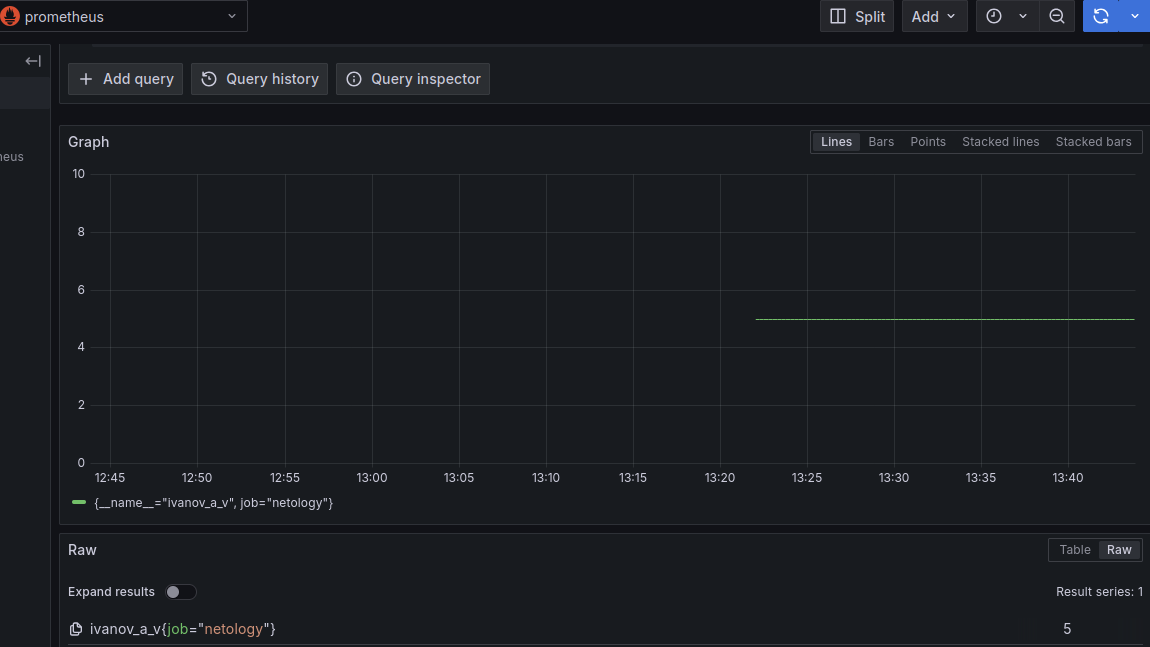 prometheus
Split
Add
heus
Add query
Query history
Query inspector
Graph
Lines Bars Points Stacked lines Stacked bars
10
8
6
4
2
0
12:45 12:50 12:55 13:00 13:05 13:10 13:15 13:20 13:25 13:30 13:35 13:40
{__name__="ivanov_a_v", job="netology"}
Raw
Table Raw
Expand results
Result series: 1
ivanov_a_v{job="netology"} 5